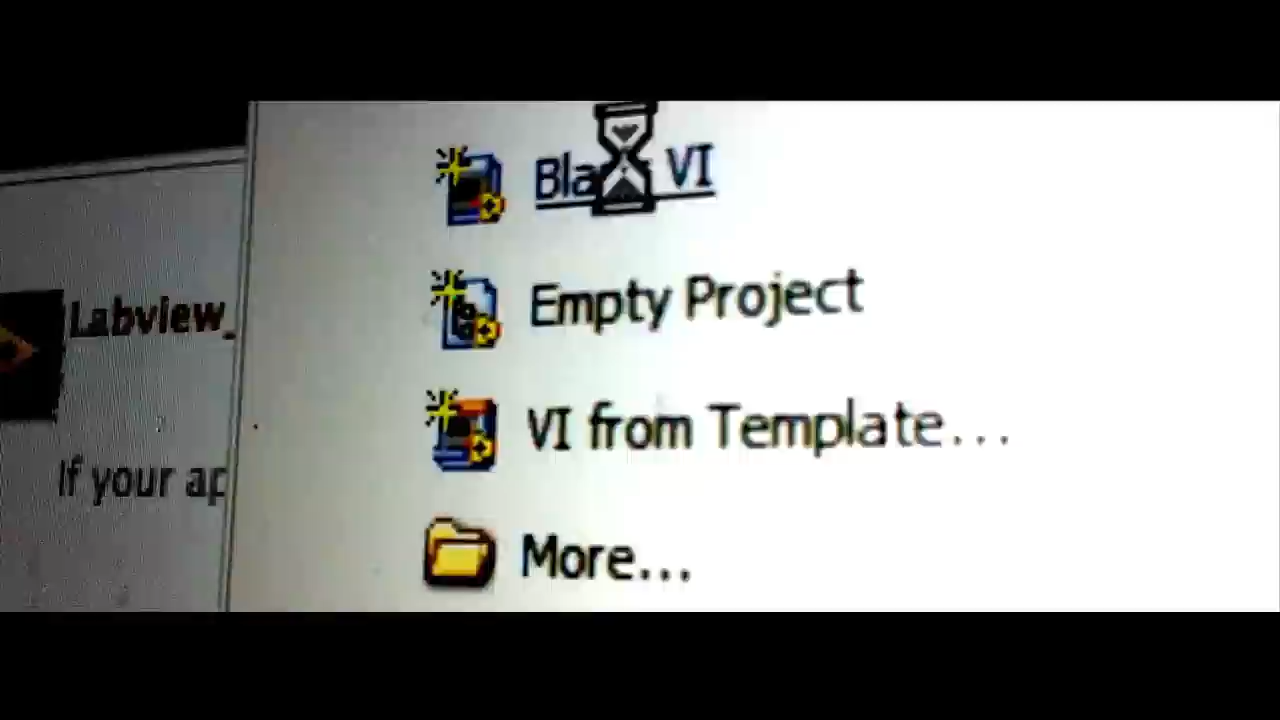 Bla VI
Empty Project
VI from Template...
More...
Labview_
If your ap